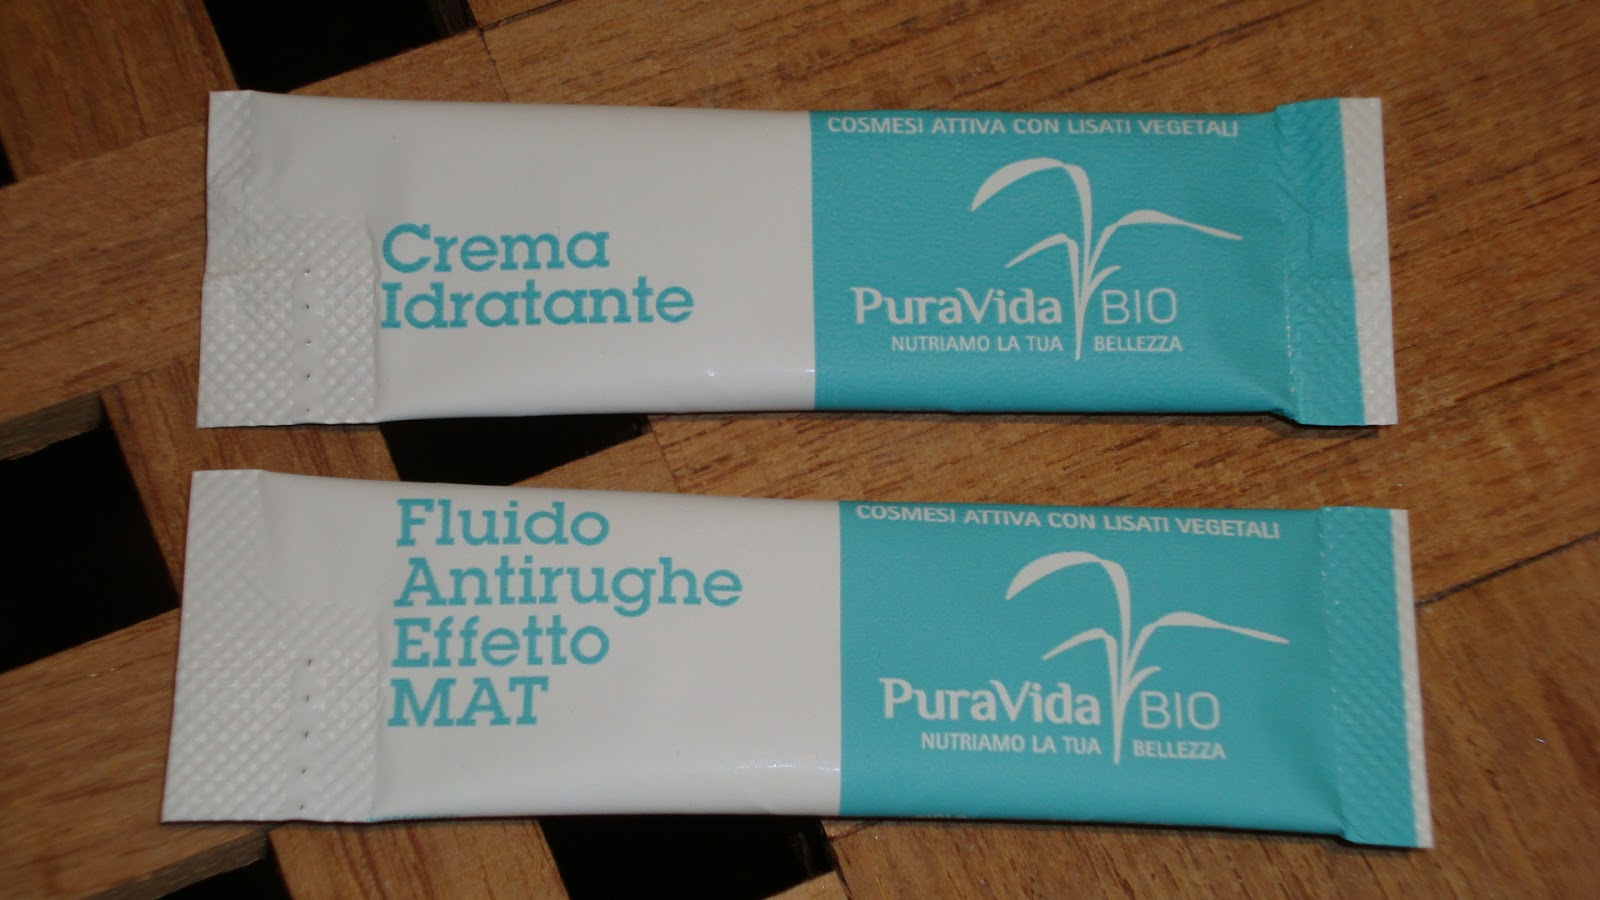 Crema
Idratante
COSMESI ATTIVA CON LISATI VEGETALI
PuraVida BIO
NUTRIAMO LA TUA BELLEZZA
Fluido
Antirughe
Effetto
MAT
COSMESI ATTIVA CON LISATI VEGETALI
PuraVida BIO
NUTRIAMO LA TUA BELLEZZA